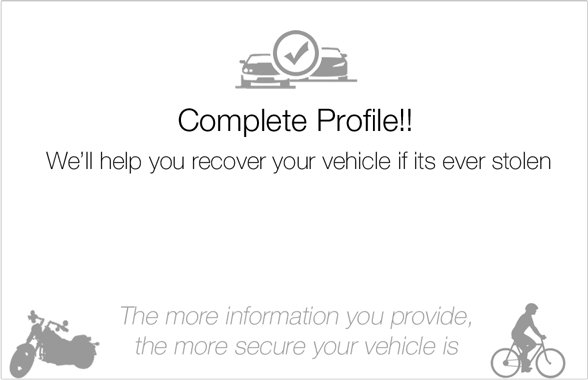 Complete Profile!!
We'll help you recover your vehicle if its ever stolen
The more information you provide,
the more secure your vehicle is